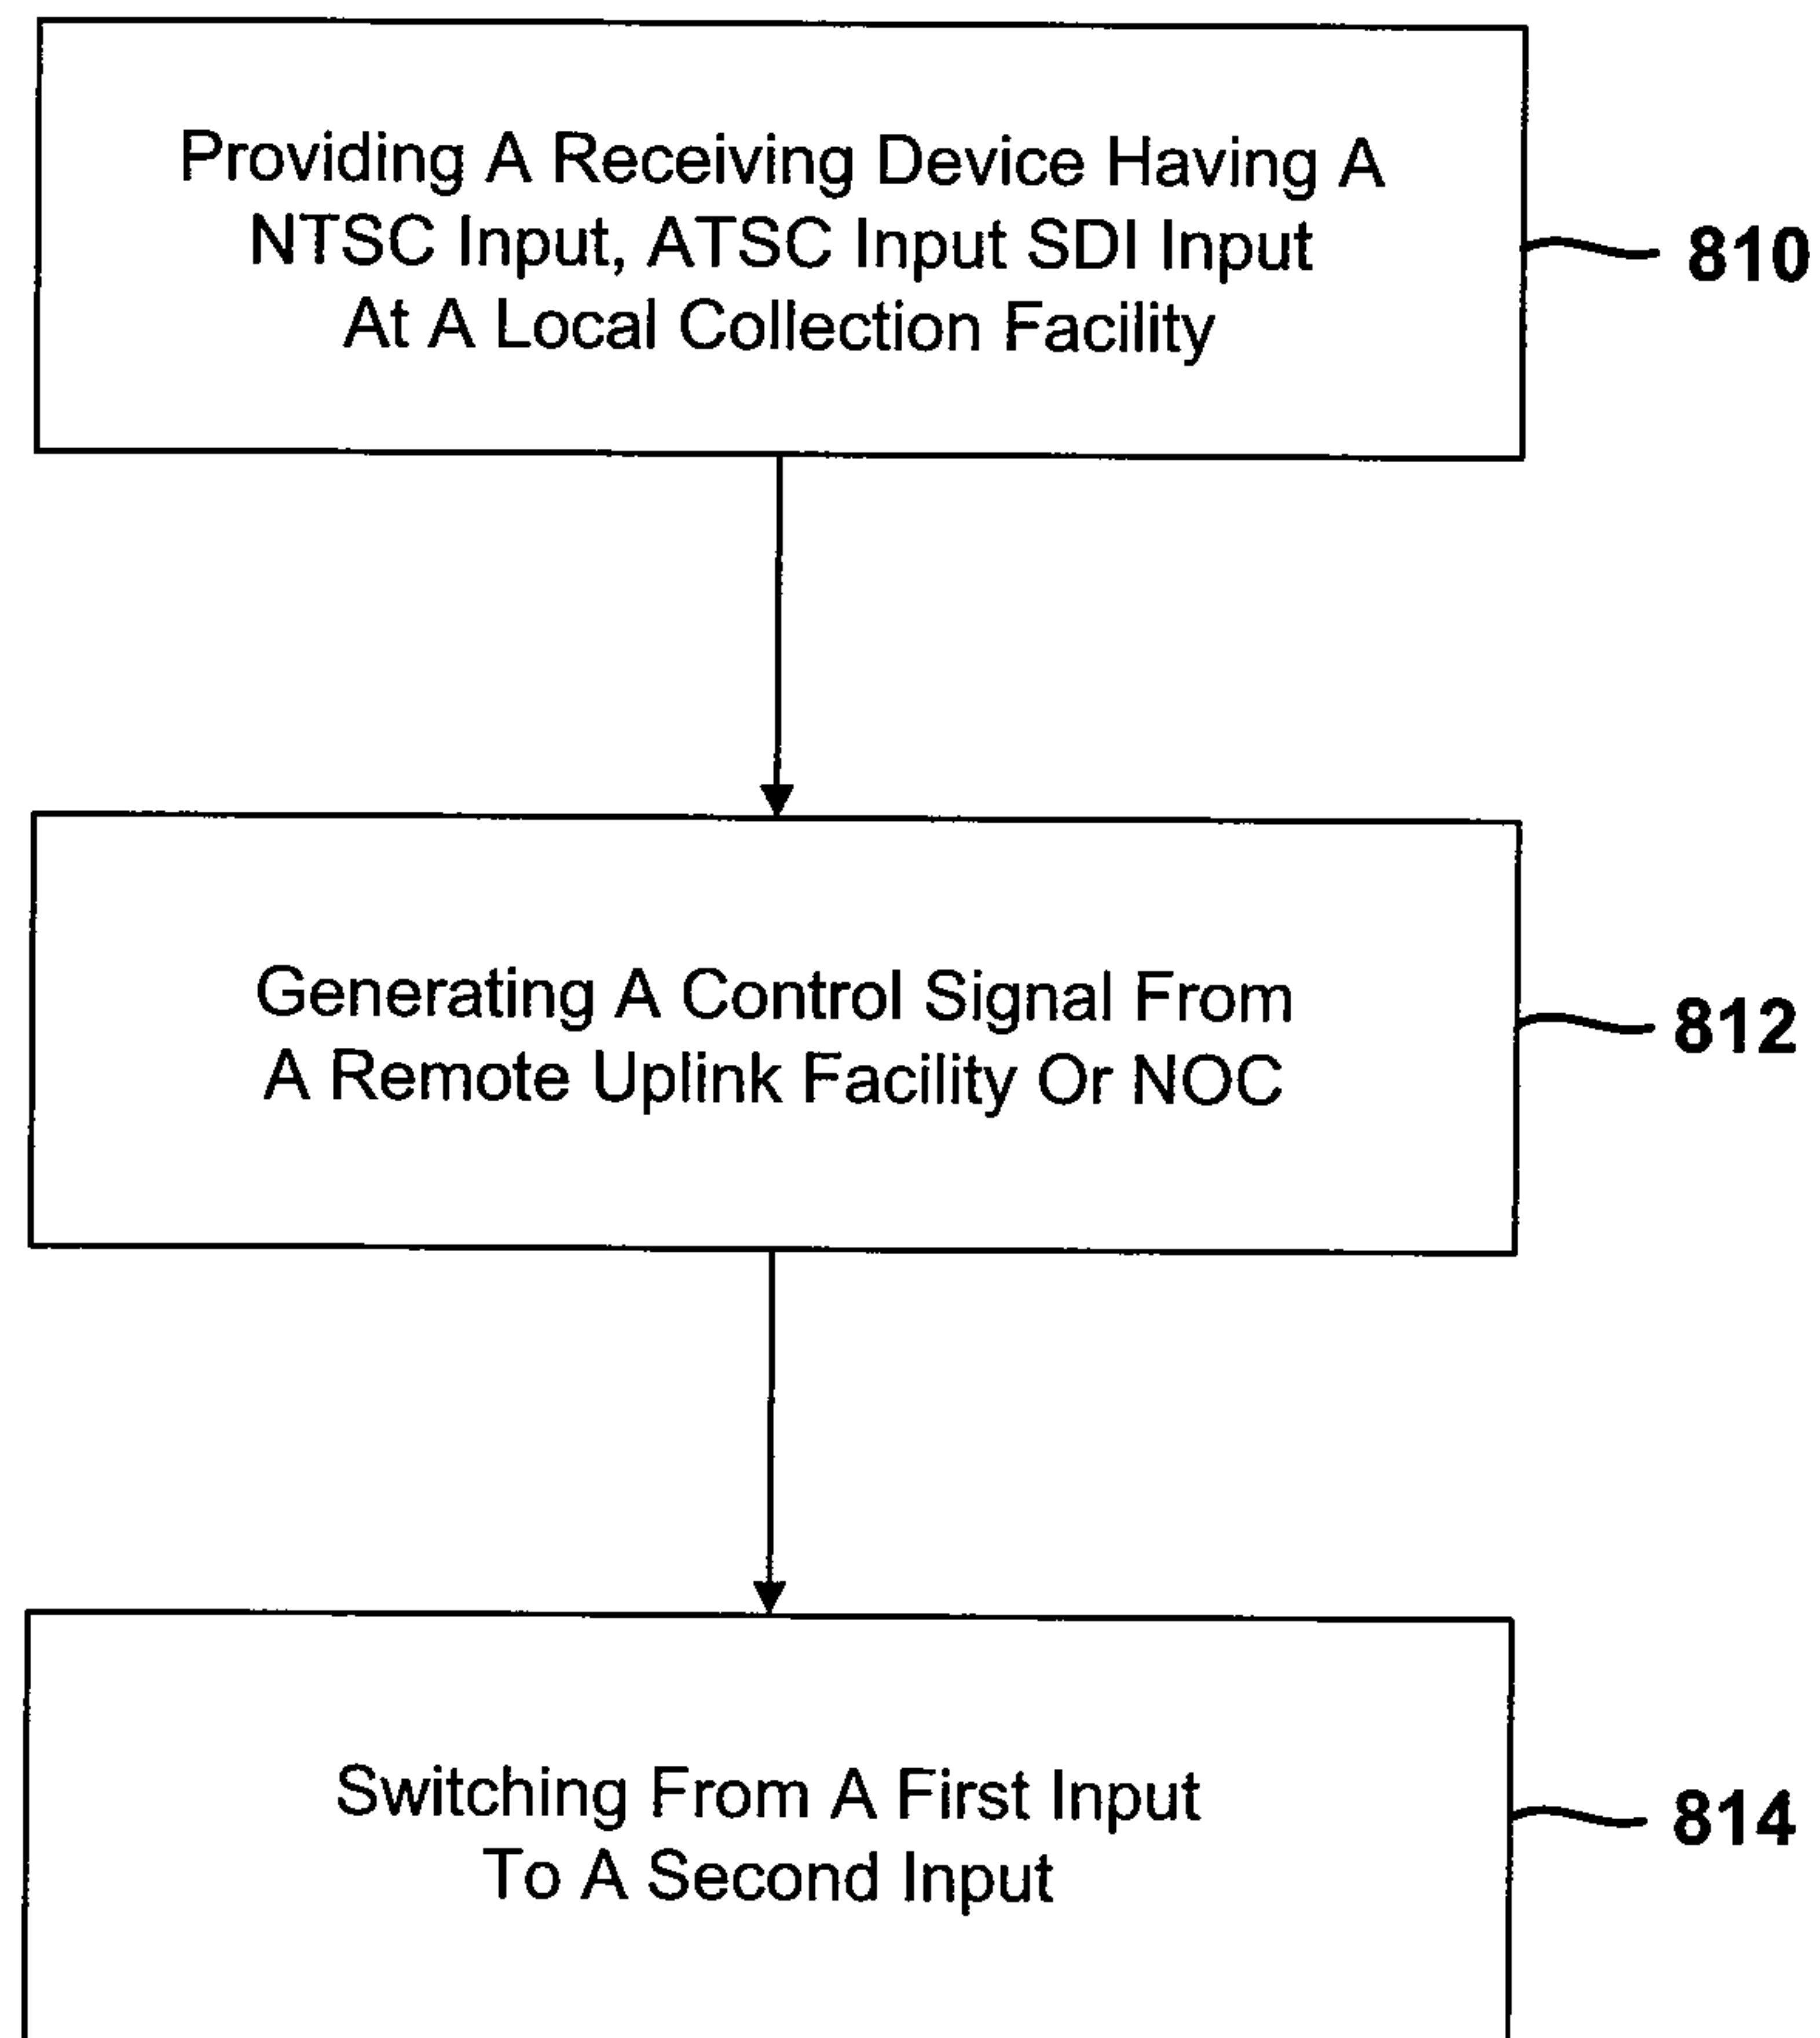 Providing A Receiving Device Having A
NTSC Input, ATSC Input SDI Input
At A Local Collection Facility
810
Generating A Control Signal From
A Remote Uplink Facility Or NOC
812
Switching From A First Input
To A Second Input
814